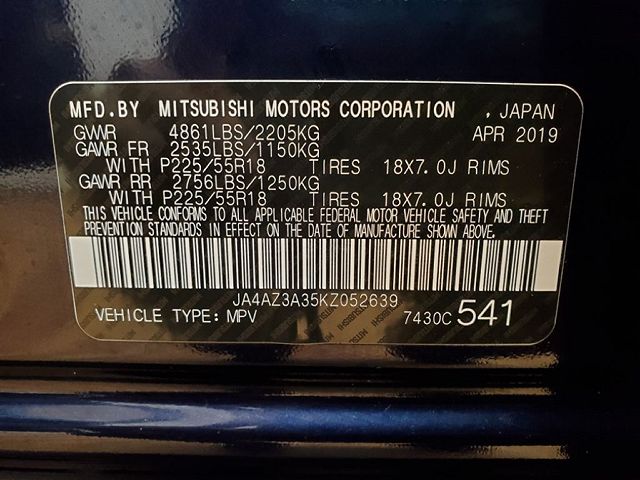 MFD.BY MITSUBISHI MOTORS CORPORATION , JAPAN
GVWR 4861LBS/2205KG APR 2019
GAWR FR 2535LBS/1150KG
WITH P225/55R18 TIRES 18X7.0J RIMS
GAWR RR 2756LBS/1250KG
WITH P225/55R18 TIRES 18X7.0J RIMS
THIS VEHICLE CONFORMS TO ALL APPLICABLE FEDERAL MOTOR VEHICLE SAFETY AND THEFT
PREVENTION STANDARDS IN EFFECT ON THE DATE OF MANUFACTURE SHOWN ABOVE.
JA4AZ3A35KZ052639
VEHICLE TYPE: MPV 7430C 541